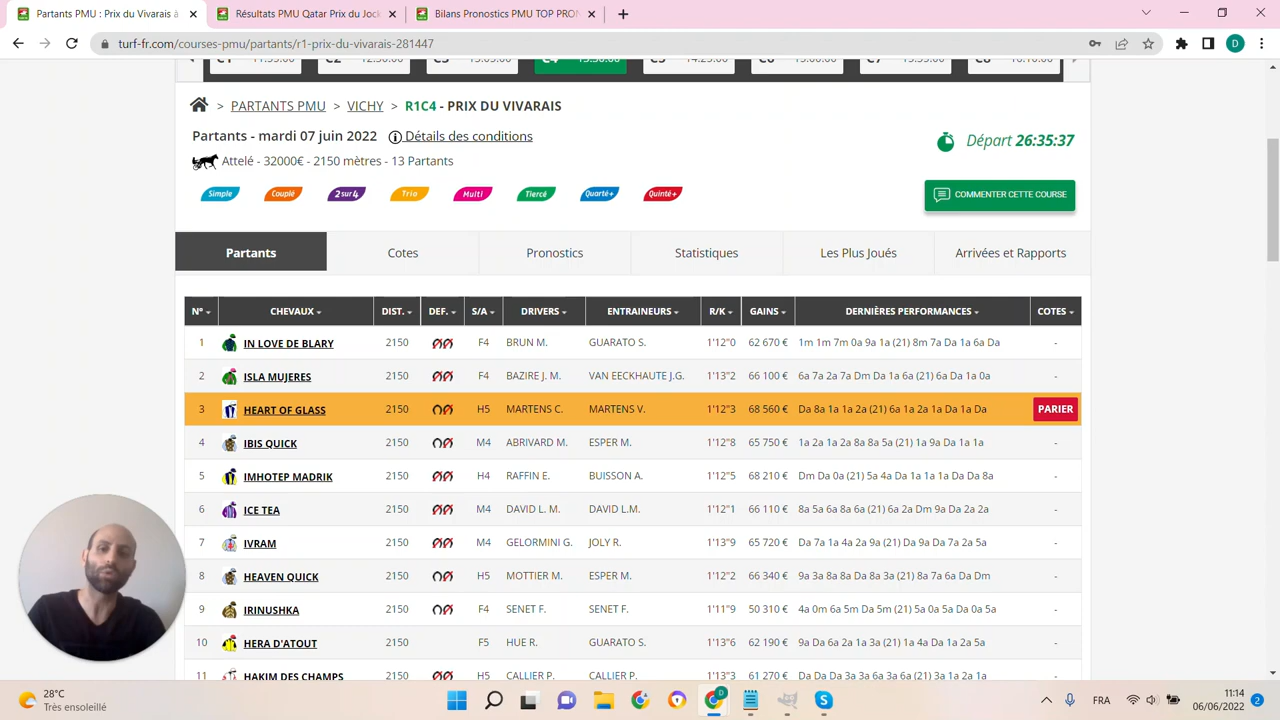 Partants PMU : Prix du Vivarais à
Résultats PMU Qatar Prix du Jock
Bilans Pronostics PMU TOP PRON
turf-fr.com/courses-pmu/partants/r1-prix-du-vivarais-281447
D
C1 C2 C3 C4 C5 C6 C7 C8
> PARTANTS PMU > VICHY > R1C4 - PRIX DU VIVARAIS
Partants - mardi 07 juin 2022 Détails des conditions
Départ 26:35:37
Attelé - 32000€ - 2150 mètres - 13 Partants
Simple Couplé 2sur4 Trio Multi Tiercé Quarté+ Quinté+
COMMENTER CETTE COURSE
Partants Cotes Pronostics Statistiques Les Plus Joués Arrivées et Rapports
N° CHEVAUX DIST. DEF. S/A DRIVERS ENTRAINEURS R/K GAINS DERNIÈRES PERFORMANCES COTES
1 IN LOVE DE BLARY 2150 F4 BRUN M. GUARATO S. 1'12"0 62 670 € 1m 1m 7m 0a 9a 1a (21) 8m 7a Da 1a 6a Da -
2 ISLA MUJERES 2150 F4 BAZIRE J. M. VAN EECKHAUTE J.G. 1'13"2 66 100 € 6a 7a 2a 7a Dm Da 1a 6a (21) 6a Da 1a 0a -
3 HEART OF GLASS 2150 H5 MARTENS C. MARTENS V. 1'12"3 68 560 € Da 8a 1a 1a 2a (21) 6a 1a 2a 1a Da 1a Da PARIER
4 IBIS QUICK 2150 M4 ABRIVARD M. ESPER M. 1'12"8 65 750 € 1a 2a 1a 2a 8a 8a 5a (21) 1a 9a Da 1a 1a -
5 IMHOTEP MADRIK 2150 H4 RAFFIN E. BUISSON A. 1'12"5 68 210 € Dm Da 0a (21) 5a 4a Da 1a 1a 1a Da Da 8a -
6 ICE TEA 2150 M4 DAVID L. M. DAVID L.M. 1'12"1 66 110 € 8a 5a 6a 8a 6a (21) 6a 2a Dm 9a Da 2a 2a -
7 IVRAM 2150 M4 GELORMINI G. JOLY R. 1'13"9 65 720 € Da 7a 1a 4a 2a 9a (21) Da 9a Da 7a 2a 5a -
8 HEAVEN QUICK 2150 H5 MOTTIER M. ESPER M. 1'12"2 66 340 € 9a 3a 8a 8a Da 8a 3a (21) 8a 7a 6a Da Dm -
9 IRINUSHKA 2150 F4 SENET F. SENET F. 1'11"9 50 310 € 4a 0m 6a 5m Da 5m (21) 5a 0a 5a Da 0a 5a -
10 HERA D'ATOUT 2150 F5 HUE R. GUARATO S. 1'13"6 62 190 € 9a Da 6a 2a 1a 3a (21) 1a 4a Da 1a 2a 5a -
11 HAKIM DES CHAMPS 2150 H5 CALLIER P. CALLIER P. 61 270 €
28°C
Très ensoleillé
FRA
11:14
06/06/2022
2